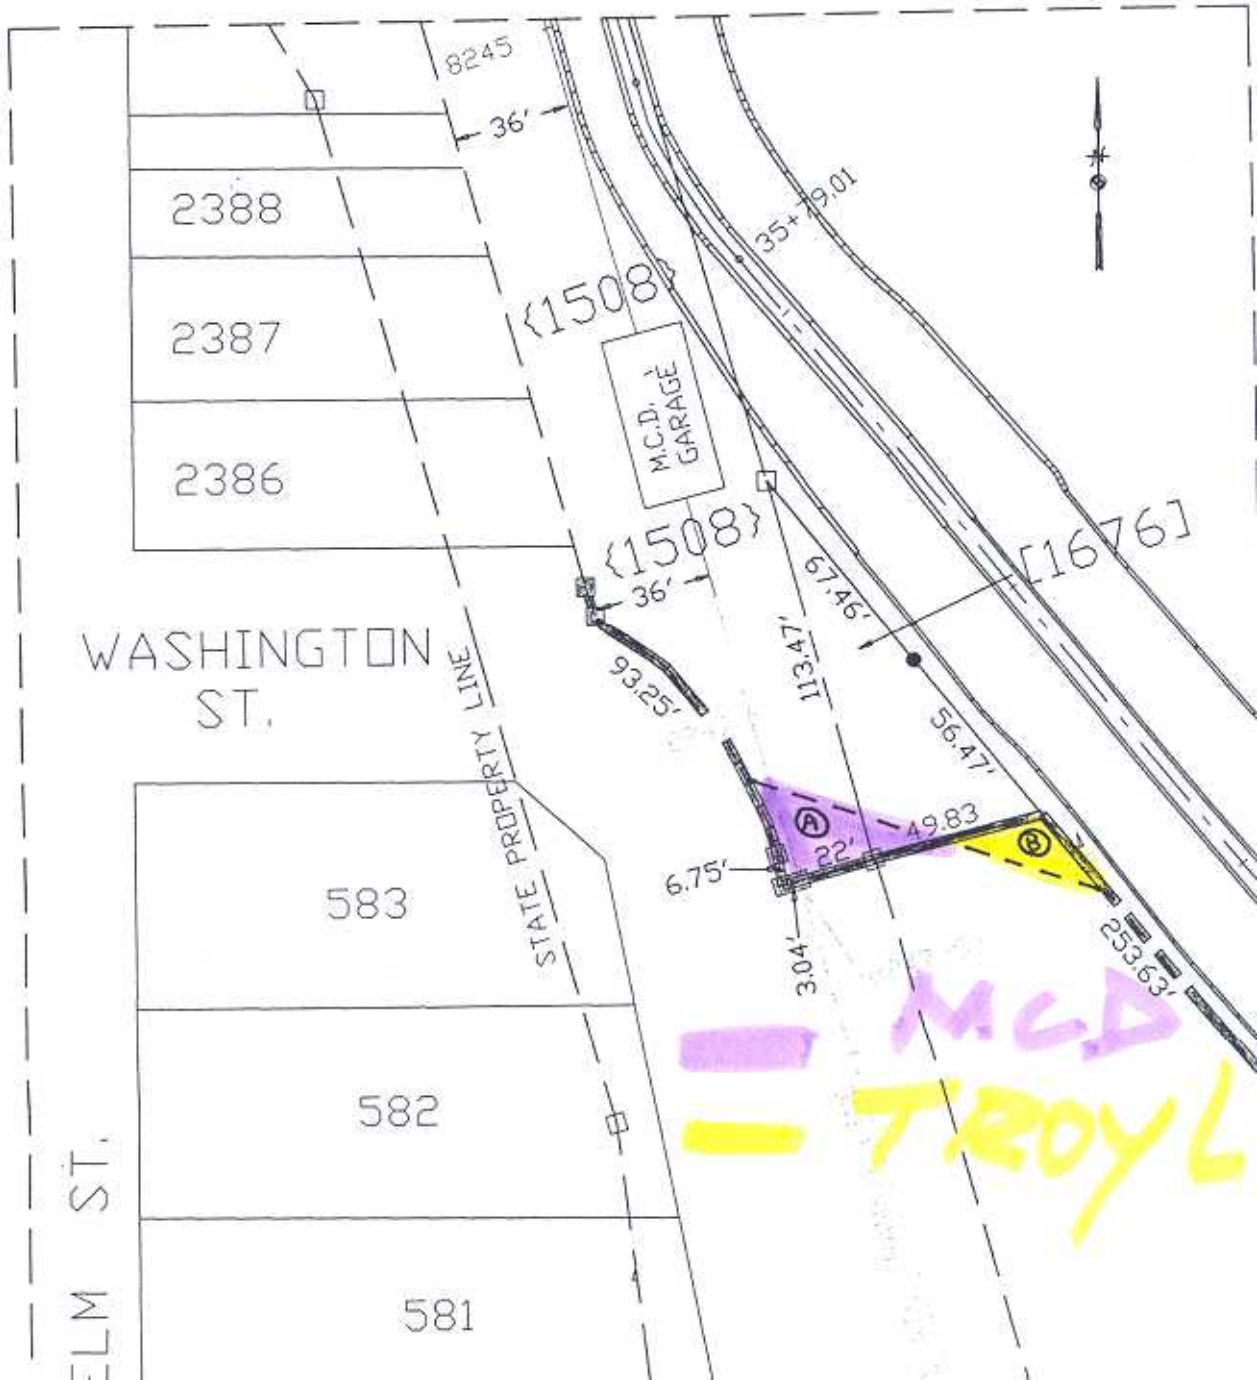 8245
36'
2388
35+79.01
{1508}
2387
M.C.D.
GARAGE
2386
{1508}
[1676]
36'
67.46'
WASHINGTON
ST.
93.25'
113.47'
STATE PROPERTY LINE
56.47'
A
49.83
B
22'
6.75'
583
3.04'
253.63'
MCD
TROY L
582
ELM ST.
581